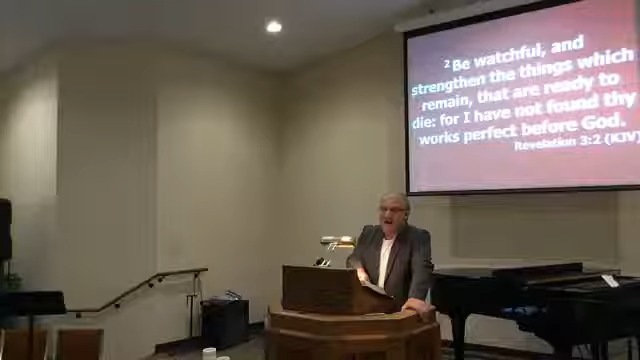 2 Be watchful, and
strengthen the things which
remain, that are ready to
die: for I have not found thy
works perfect before God.
Revelation 3:2 (KJV)